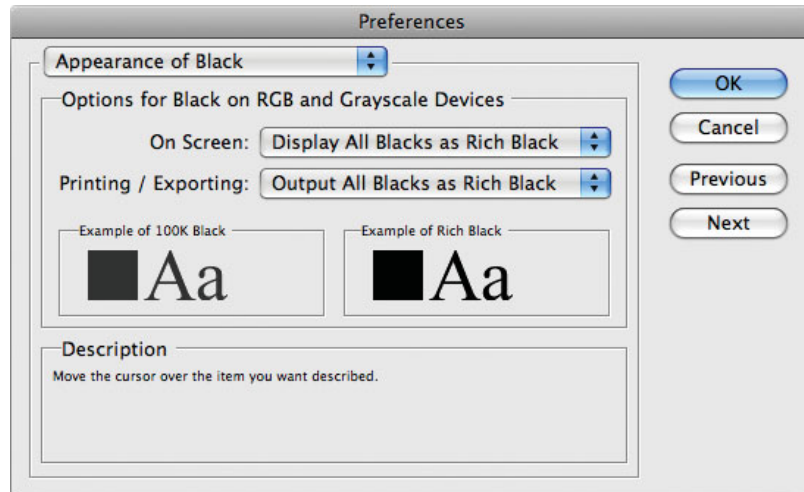 Preferences
Appearance of Black
Options for Black on RGB and Grayscale Devices
On Screen: Display All Blacks as Rich Black
Printing / Exporting: Output All Blacks as Rich Black
Example of 100K Black
Aa
Example of Rich Black
Aa
Description
Move the cursor over the item you want described.
OK
Cancel
Previous
Next